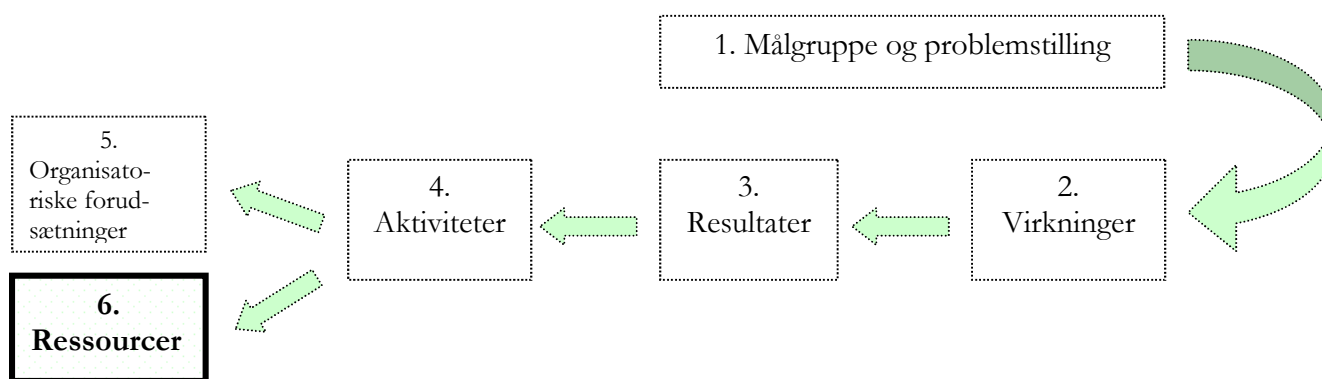 1. Målgruppe og problemstilling
5.
Organisato-
riske forud-
sætninger
4.
Aktiviteter
3.
Resultater
2.
Virkninger
6.
Ressourcer